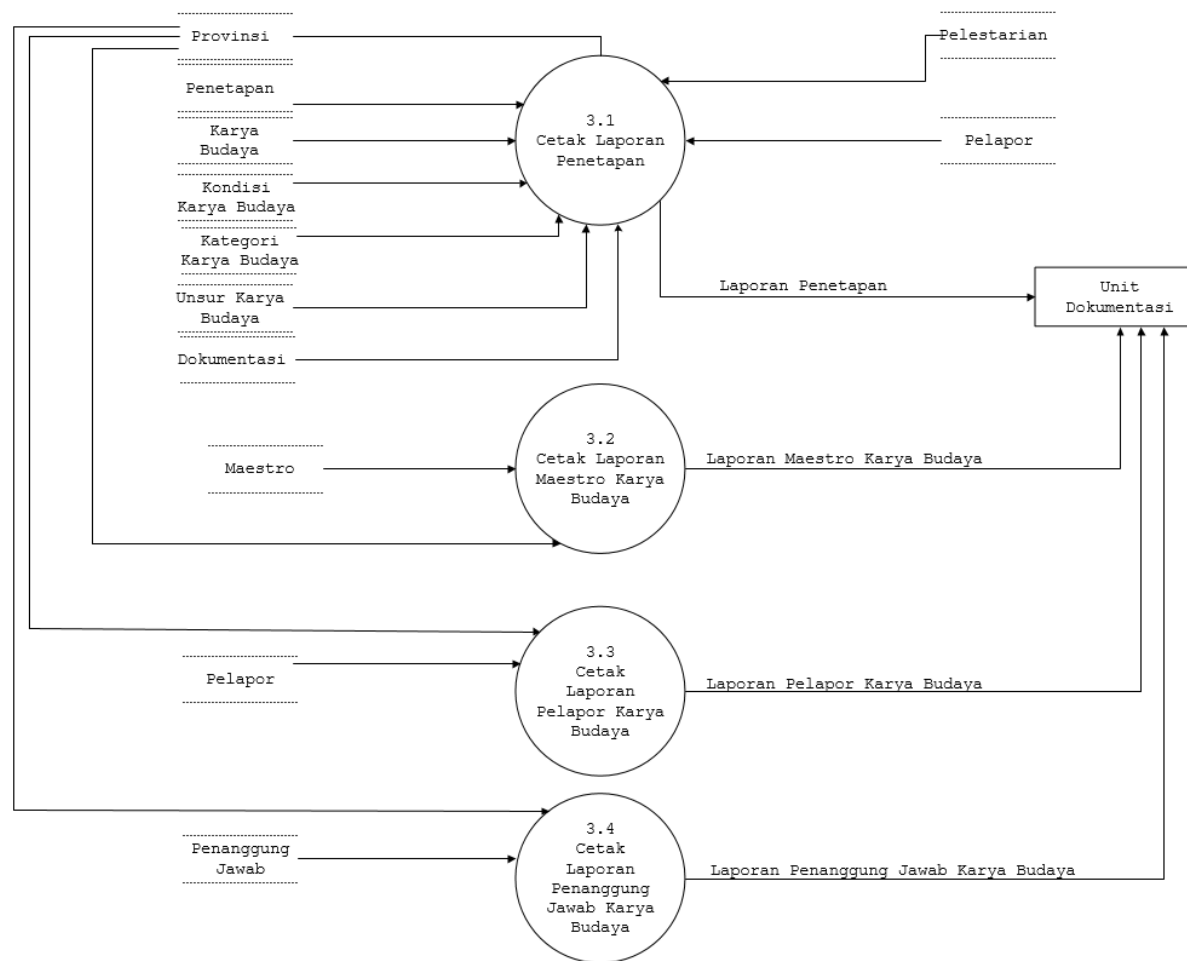 Provinsi
Pelestarian
Penetapan
3.1
Cetak Laporan
Penetapan
Karya
Budaya
Pelapor
Kondisi
Karya Budaya
Kategori
Karya Budaya
Laporan Penetapan
Unit
Dokumentasi
Unsur Karya
Budaya
Dokumentasi
3.2
Cetak Laporan
Maestro Karya
Budaya
Maestro
Laporan Maestro Karya Budaya
3.3
Cetak
Laporan
Pelapor Karya
Budaya
Pelapor
Laporan Pelapor Karya Budaya
3.4
Cetak
Laporan
Penanggung
Jawab Karya
Budaya
Penanggung
Jawab
Laporan Penanggung Jawab Karya Budaya